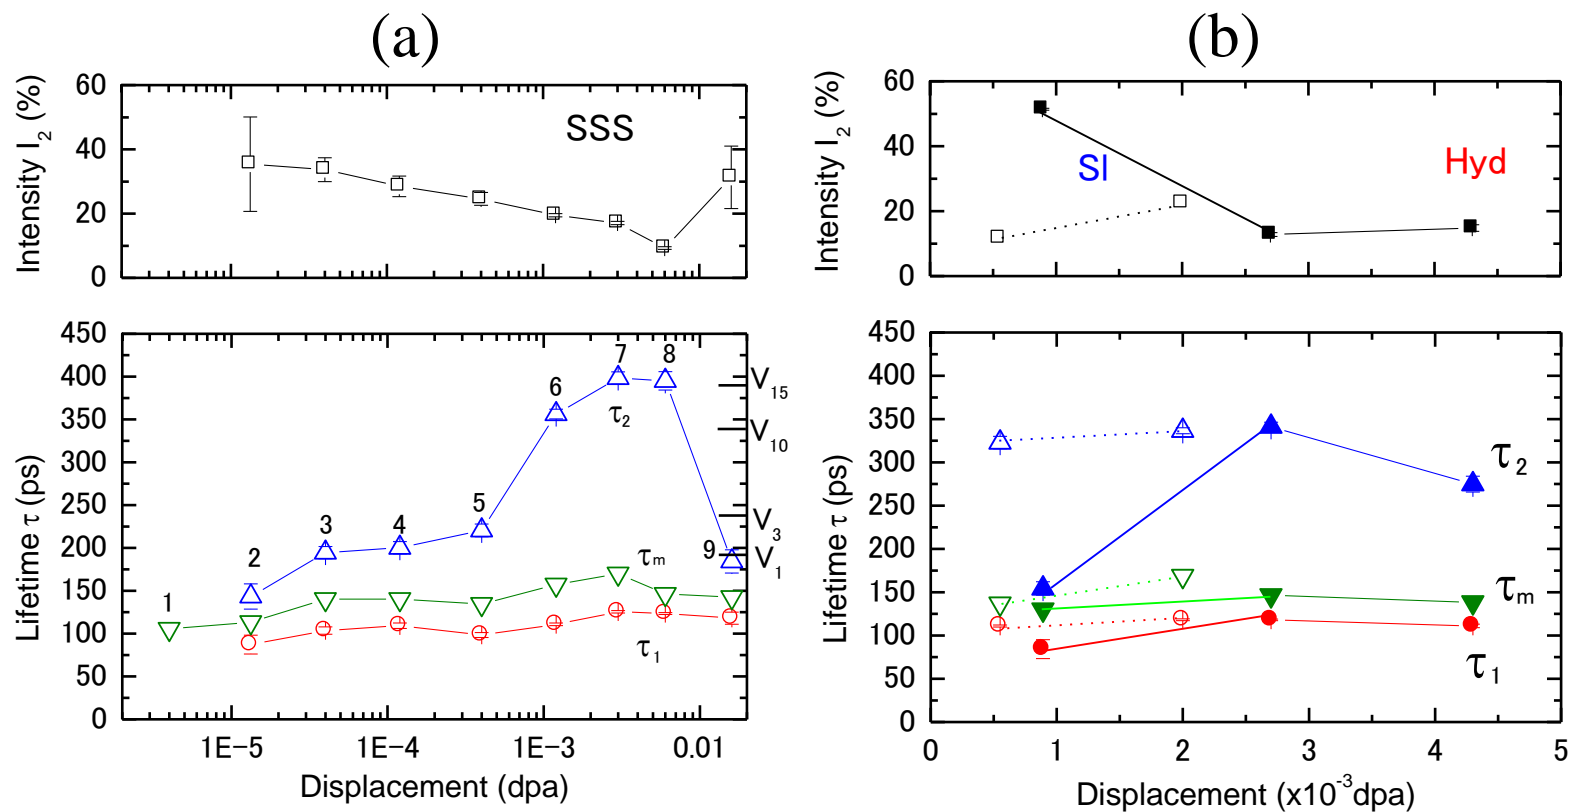 (a)
Intensity I2 (%)
60
40
20
0
SSS
Lifetime τ (ps)
450
400
350
300
250
200
150
100
50
0
1
2
3
4
5
6
7
8
9
τ2
τm
τ1
V15
V10
V3
V1
1E-5
1E-4
1E-3
0.01
Displacement (dpa)
(b)
Intensity I2 (%)
60
40
20
0
SI
Hyd
Lifetime τ (ps)
450
400
350
300
250
200
150
100
50
0
τ2
τm
τ1
0
1
2
3
4
5
Displacement (x10-3dpa)